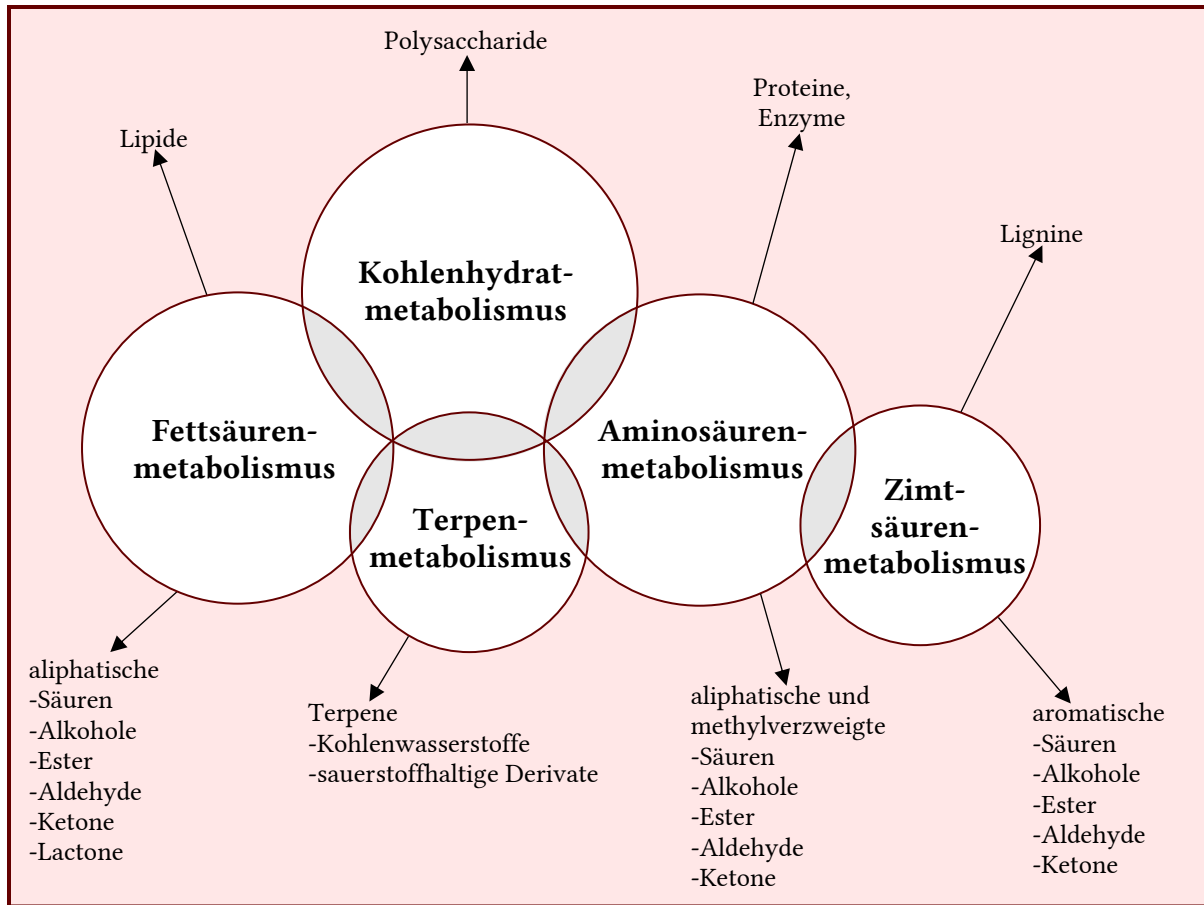 Polysaccharide
Proteine,
Enzyme
Lipide
Lignine
Kohlenhydrat-
metabolismus
Fettsäuren-
metabolismus
Aminosäuren-
metabolismus
Zimt-
säuren-
metabolismus
Terpen-
metabolismus
aliphatische
-Säuren
-Alkohole
-Ester
-Aldehyde
-Ketone
-Lactone
Terpene
-Kohlenwasserstoffe
-sauerstoffhaltige Derivate
aliphatische und
methylverzweigte
-Säuren
-Alkohole
-Ester
-Aldehyde
-Ketone
aromatische
-Säuren
-Alkohole
-Ester
-Aldehyde
-Ketone